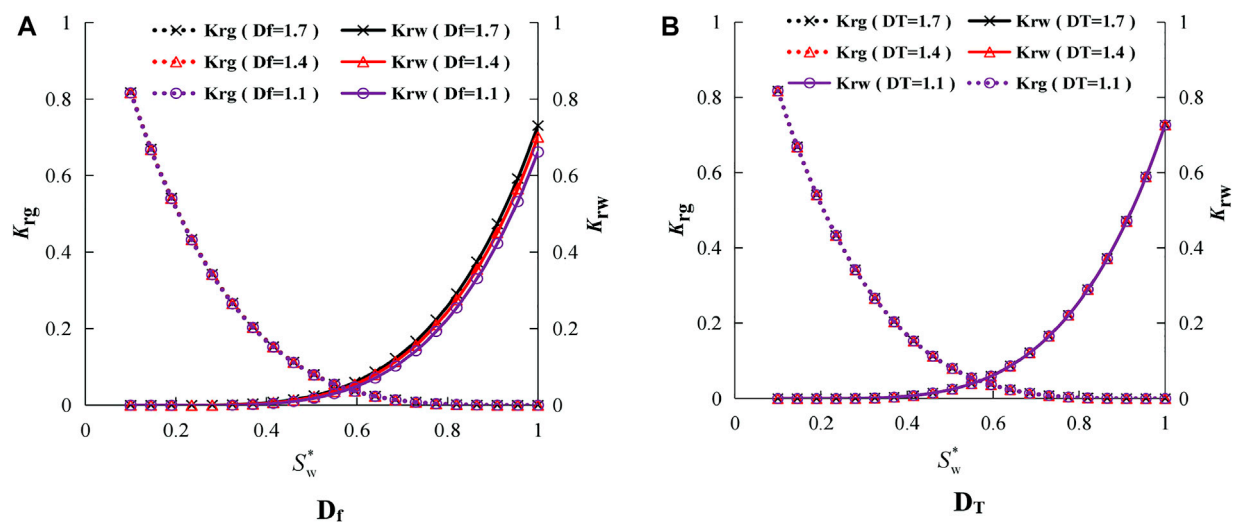 A
Krg ( Df=1.7 ) Krw ( Df=1.7 )
Krg ( Df=1.4 ) Krw ( Df=1.4 )
Krg ( Df=1.1 ) Krw ( Df=1.1 )
1
0.8
0.6
0.4
0.2
0
Krg
1
0.8
0.6
0.4
0.2
0
Krw
0 0.2 0.4 0.6 0.8 1
S*w
Df
B
Krg ( DT=1.7 ) Krw ( DT=1.7 )
Krg ( DT=1.4 ) Krw ( DT=1.4 )
Krw ( DT=1.1 ) Krg ( DT=1.1 )
1
0.8
0.6
0.4
0.2
0
Krg
1
0.8
0.6
0.4
0.2
0
Krw
0 0.2 0.4 0.6 0.8 1
S*w
DT